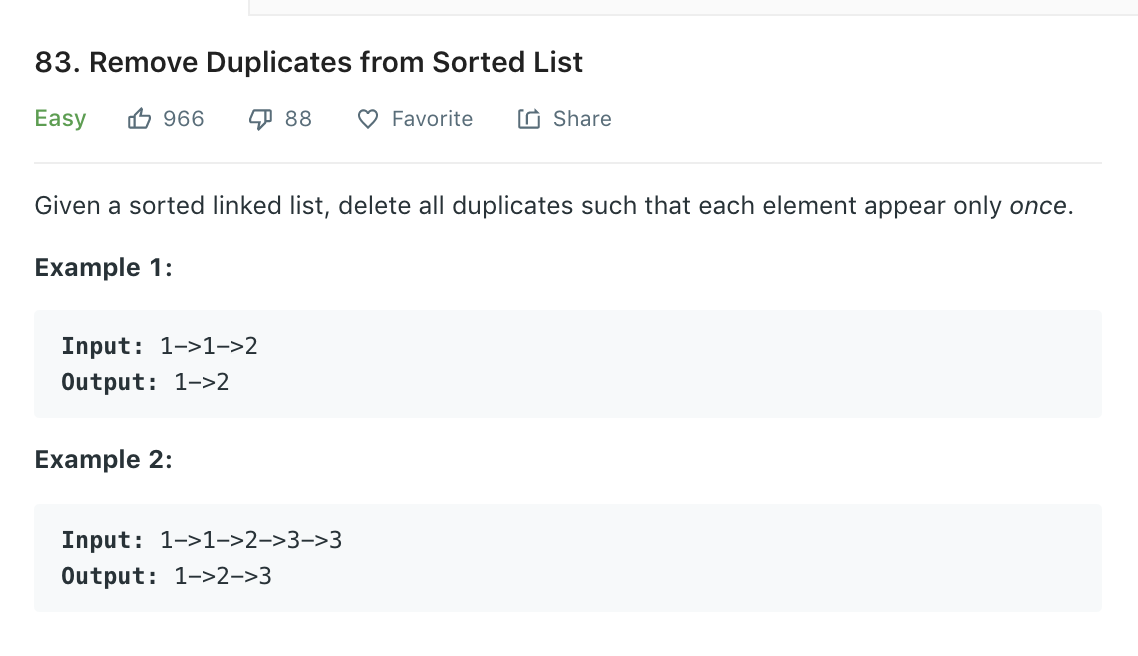 83. Remove Duplicates from Sorted List
Easy 966 88 Favorite Share
Given a sorted linked list, delete all duplicates such that each element appear only once.
Example 1:
Input: 1->1->2
Output: 1->2
Example 2:
Input: 1->1->2->3->3
Output: 1->2->3